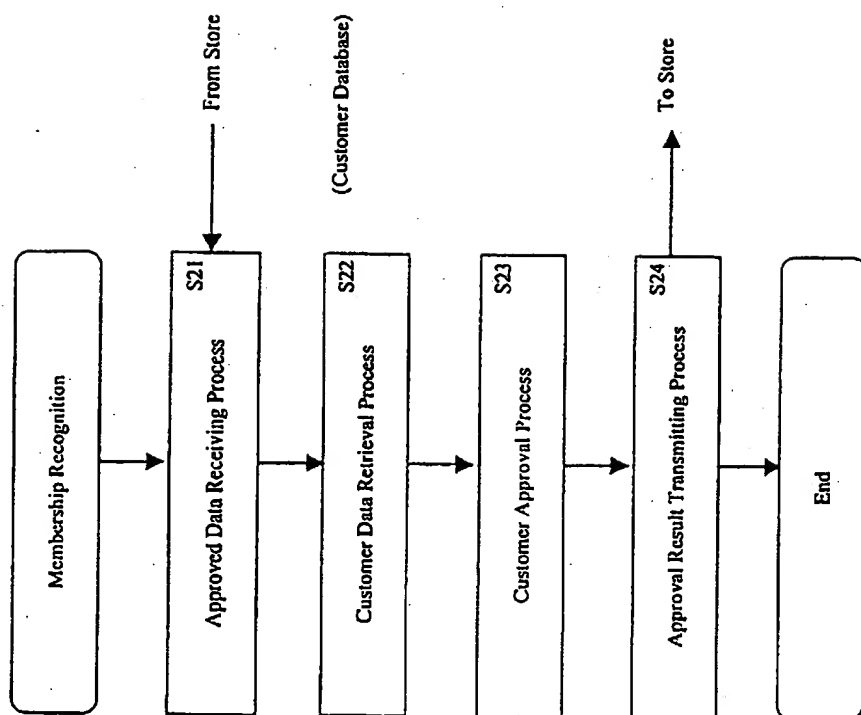 Membership Recognition
From Store
S21
Approved Data Receiving Process
(Customer Database)
S22
Customer Data Retrieval Process
S23
Customer Approval Process
To Store
S24
Approval Result Transmitting Process
End